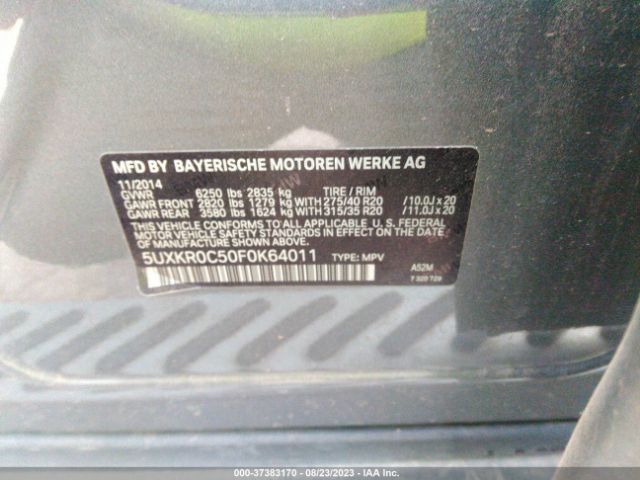 MFD BY BAYERISCHE MOTOREN WERKE AG
11/2014
GVWR 6250 lbs 2835 kg TIRE / RIM
GAWR FRONT 2820 lbs 1279 kg WITH 275/40 R20 / 10.0J x 20
GAWR REAR 3580 lbs 1624 kg WITH 315/35 R20 / 11.0J x 20
THIS VEHICLE CONFORMS TO ALL APPLICABLE U. S. FEDERAL
MOTOR VEHICLE SAFETY STANDARDS IN EFFECT ON THE DATE
OF MANUFACTURE SHOWN ABOVE.
5UXKR0C50F0K64011 TYPE: MPV A52M
7 320 729
000-37383170 - 08/23/2023 - IAA Inc.